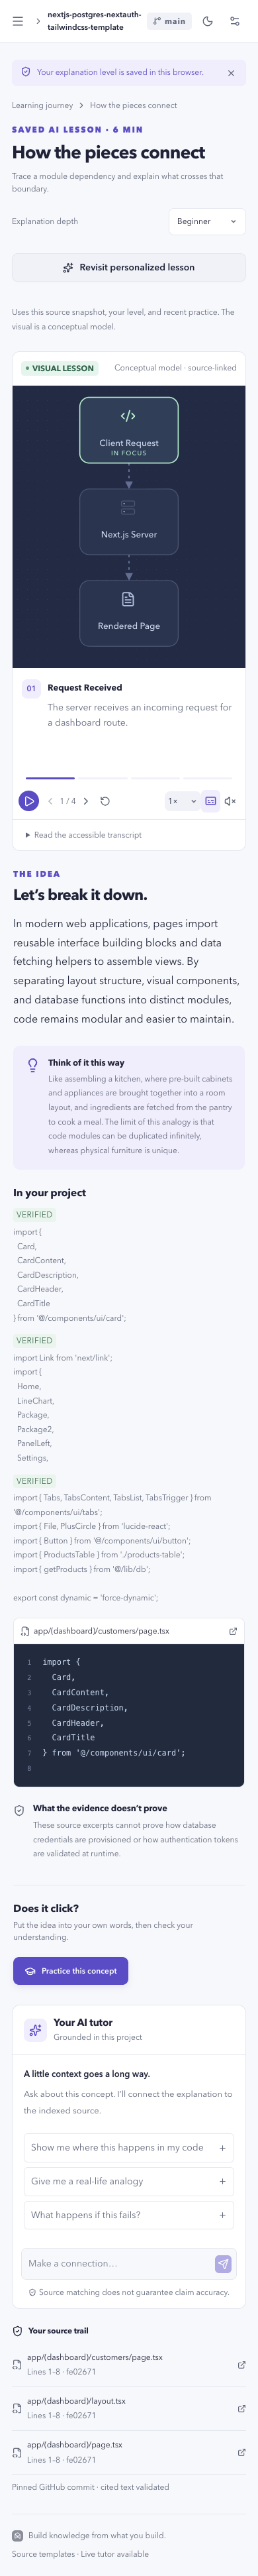 nextjs-postgres-nextauth-
tailwindcss-template
main
Your explanation level is saved in this browser.
Learning journey > How the pieces connect
SAVED AI LESSON · 6 MIN
How the pieces connect
Trace a module dependency and explain what crosses that
boundary.
Explanation depth
Beginner
Revisit personalized lesson
Uses this source snapshot, your level, and recent practice. The
visual is a conceptual model.
VISUAL LESSON
Conceptual model · source-linked
Client Request
IN FOCUS
Next.js Server
Rendered Page
01
Request Received
The server receives an incoming request for
a dashboard route.
1 / 4
1×
Read the accessible transcript
THE IDEA
Let's break it down.
In modern web applications, pages import
reusable interface building blocks and data
fetching helpers to assemble views. By
separating layout structure, visual components,
and database functions into distinct modules,
code remains modular and easier to maintain.
Think of it this way
Like assembling a kitchen, where pre-built cabinets
and appliances are brought together into a room
layout, and ingredients are fetched from the pantry
to cook a meal. The limit of this analogy is that
code modules can be duplicated infinitely,
whereas physical furniture is unique.
In your project
VERIFIED
import {
Card,
CardContent,
CardDescription,
CardHeader,
CardTitle
} from '@/components/ui/card';
VERIFIED
import Link from 'next/link';
import {
Home,
LineChart,
Package,
Package2,
PanelLeft,
Settings,
VERIFIED
import { Tabs, TabsContent, TabsList, TabsTrigger } from
'@/components/ui/tabs';
import { File, PlusCircle } from 'lucide-react';
import { Button } from '@/components/ui/button';
import { ProductsTable } from './products-table';
import { getProducts } from '@/lib/db';
export const dynamic = 'force-dynamic';
app/(dashboard)/customers/page.tsx
1 import {
2 Card,
3 CardContent,
4 CardDescription,
5 CardHeader,
6 CardTitle
7 } from '@/components/ui/card';
8
What the evidence doesn't prove
These source excerpts cannot prove how database
credentials are provisioned or how authentication tokens
are validated at runtime.
Does it click?
Put the idea into your own words, then check your
understanding.
Practice this concept
Your AI tutor
Grounded in this project
A little context goes a long way.
Ask about this concept. I'll connect the explanation to
the indexed source.
Show me where this happens in my code
Give me a real-life analogy
What happens if this fails?
Make a connection…
Source matching does not guarantee claim accuracy.
Your source trail
app/(dashboard)/customers/page.tsx
Lines 1–8 · fe02671
app/(dashboard)/layout.tsx
Lines 1–8 · fe02671
app/(dashboard)/page.tsx
Lines 1–8 · fe02671
Pinned GitHub commit · cited text validated
Build knowledge from what you build.
Source templates · Live tutor available